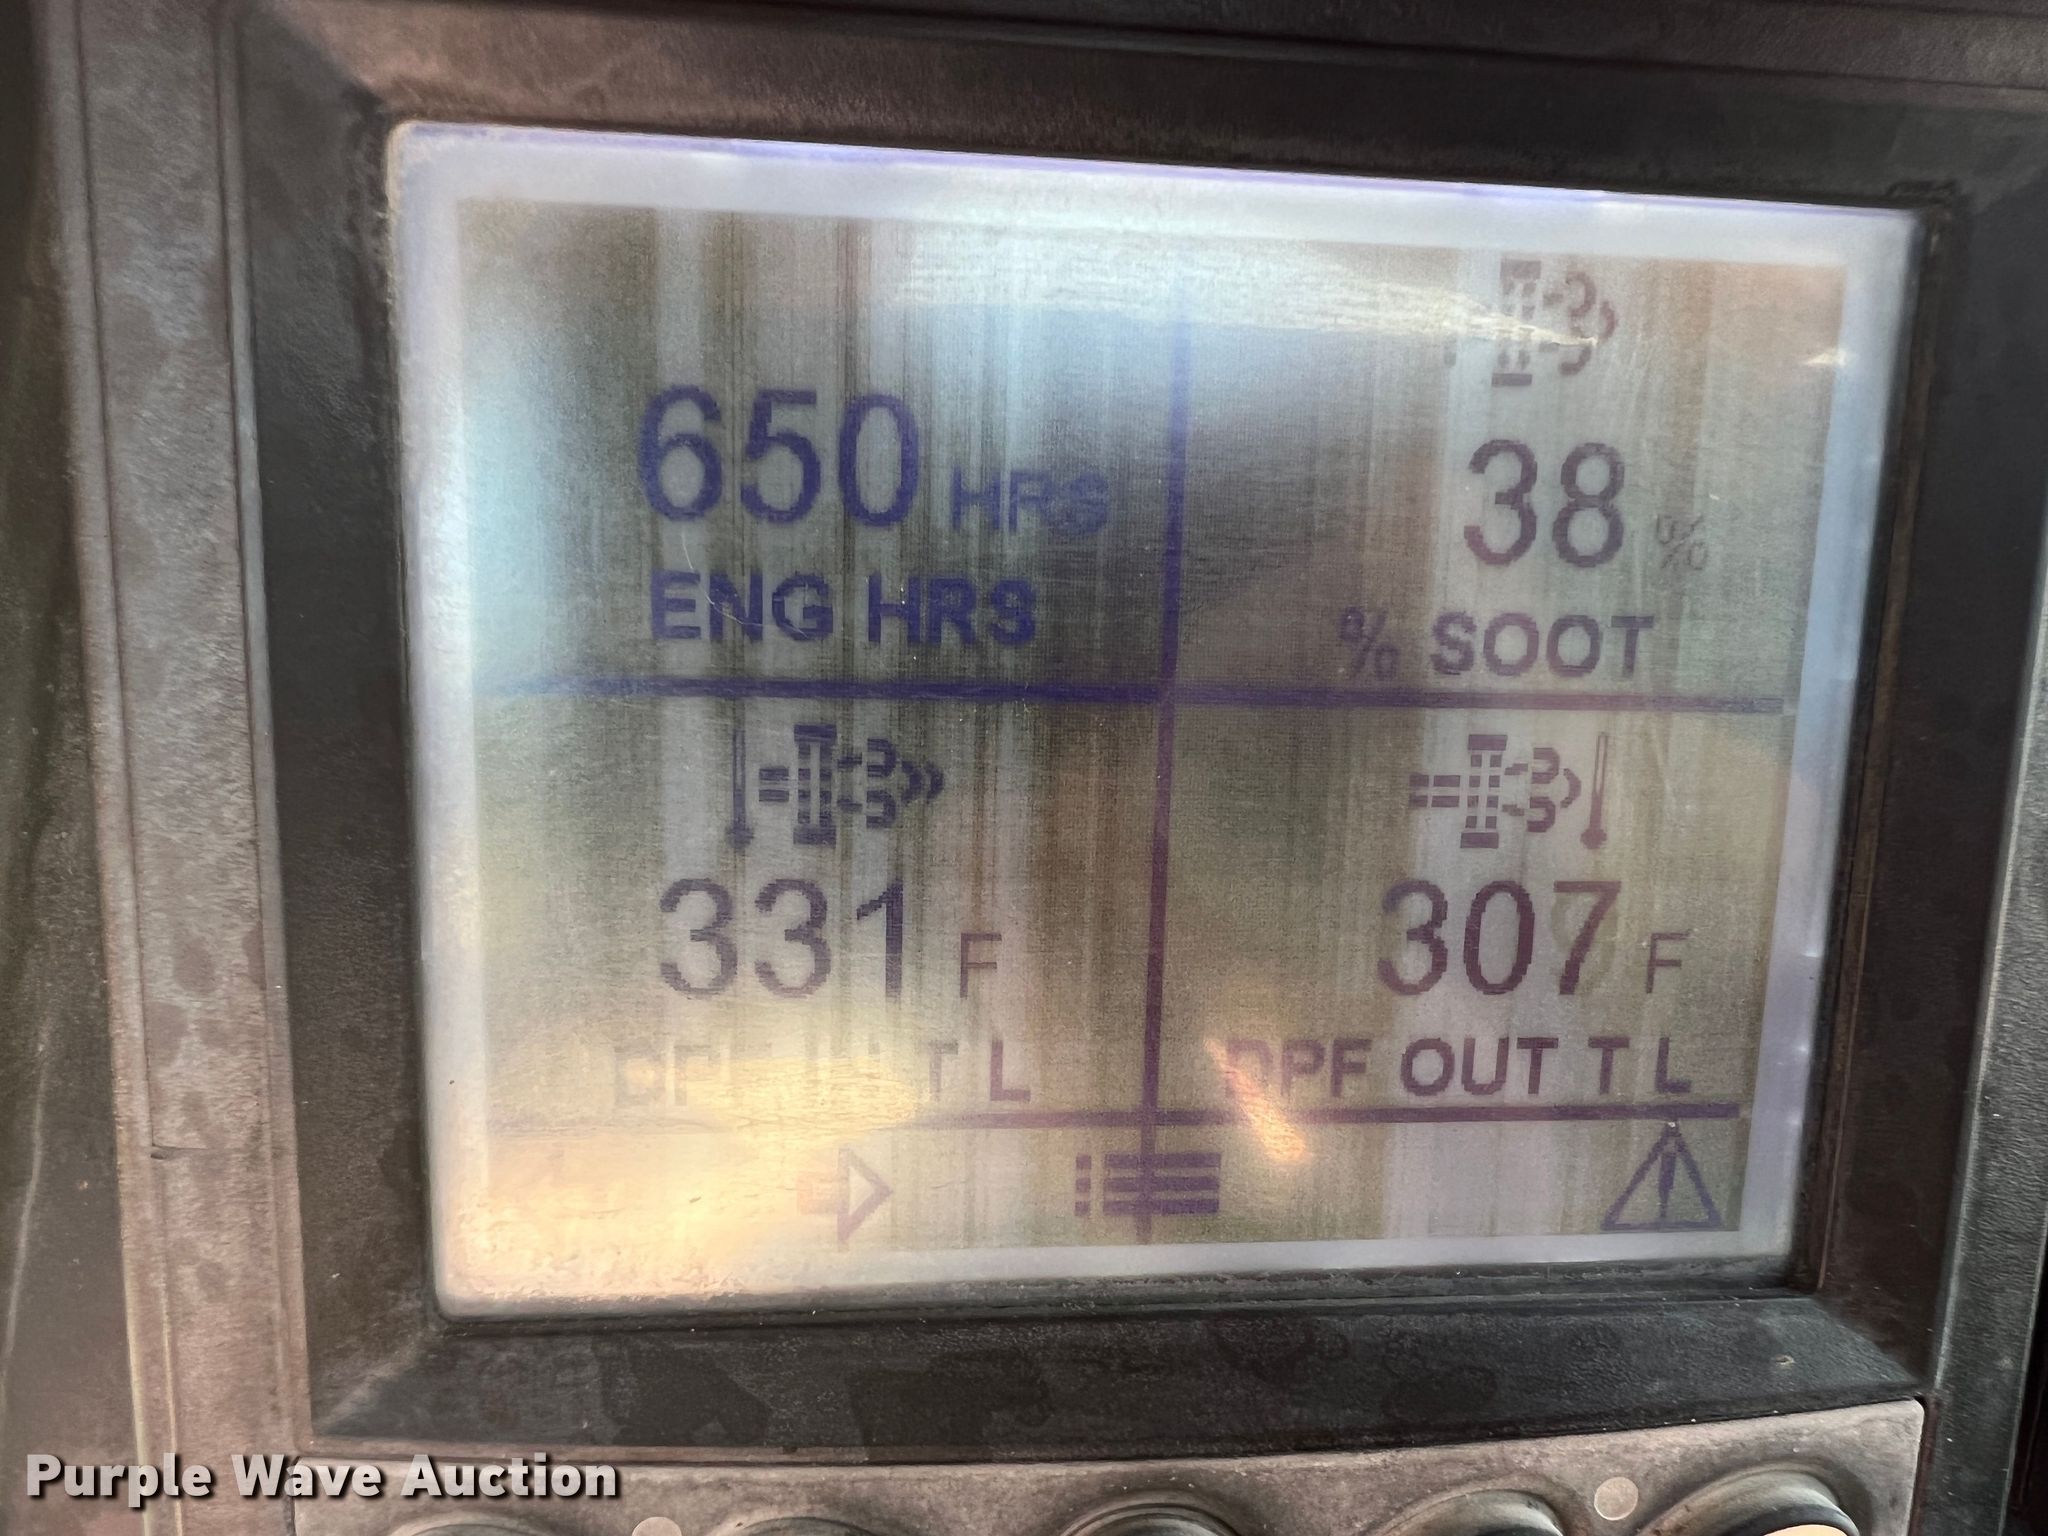 650 HRS
ENG HRS
38 %
% SOOT
331 F
T L
307 F
DPF OUT T L
Purple Wave Auction